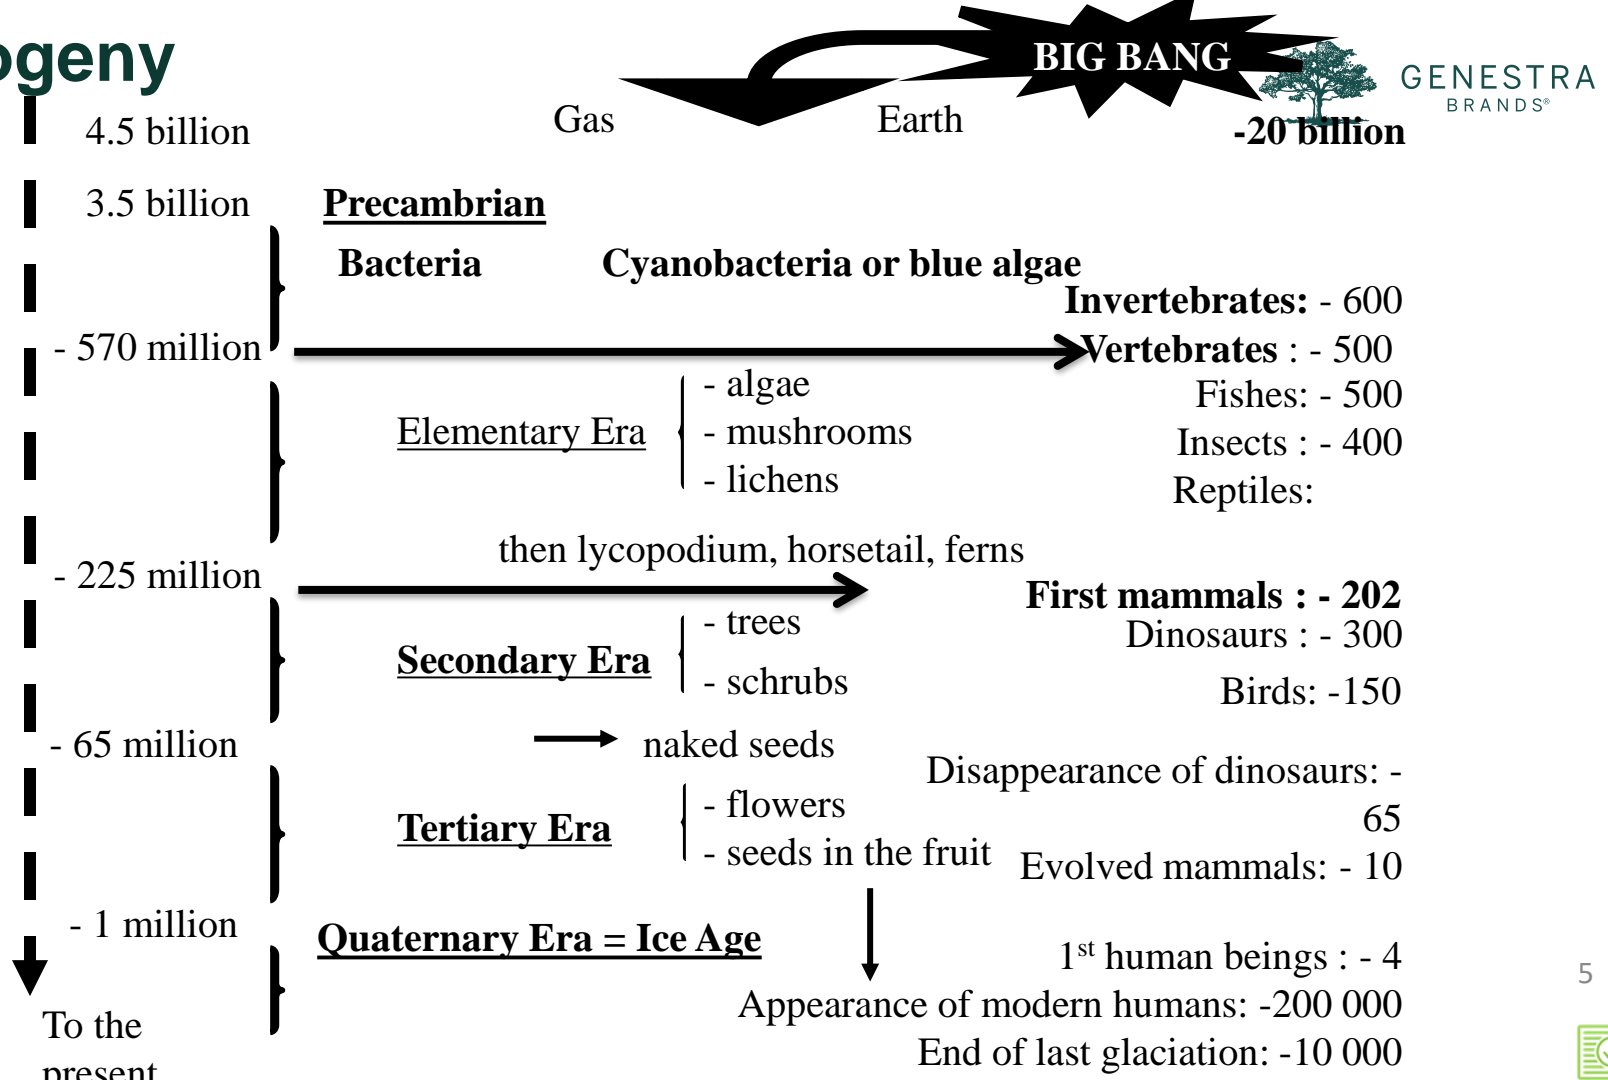 ogeny
BIG BANG
GENESTRA
BRANDS®
Gas
Earth
-20 billion
4.5 billion
3.5 billion
Precambrian
Bacteria
Cyanobacteria or blue algae
Invertebrates: - 600
- 570 million
Vertebrates : - 500
- algae
Fishes: - 500
Elementary Era
- mushrooms
Insects : - 400
- lichens
Reptiles:
then lycopodium, horsetail, ferns
- 225 million
First mammals : - 202
- trees
Dinosaurs : - 300
Secondary Era
- schrubs
Birds: -150
- 65 million
naked seeds
Disappearance of dinosaurs: -
65
- flowers
Tertiary Era
- seeds in the fruit
Evolved mammals: - 10
- 1 million
Quaternary Era = Ice Age
1st human beings : - 4
5
Appearance of modern humans: -200 000
To the
present
End of last glaciation: -10 000